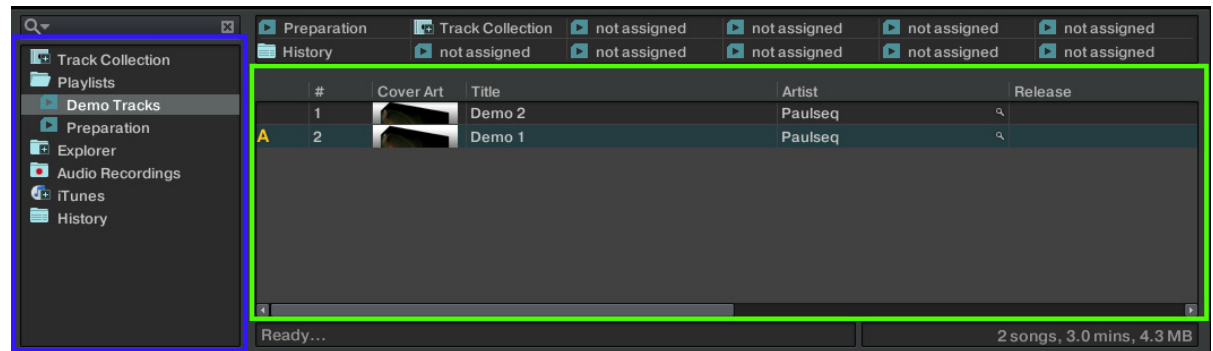 Preparation Track Collection not assigned not assigned not assigned not assigned
History not assigned not assigned not assigned not assigned not assigned
Track Collection
Playlists
Demo Tracks
Preparation
Explorer
Audio Recordings
iTunes
History
# Cover Art Title Artist Release
1 Demo 2 Paulseq
A 2 Demo 1 Paulseq
Ready...
2 songs, 3.0 mins, 4.3 MB